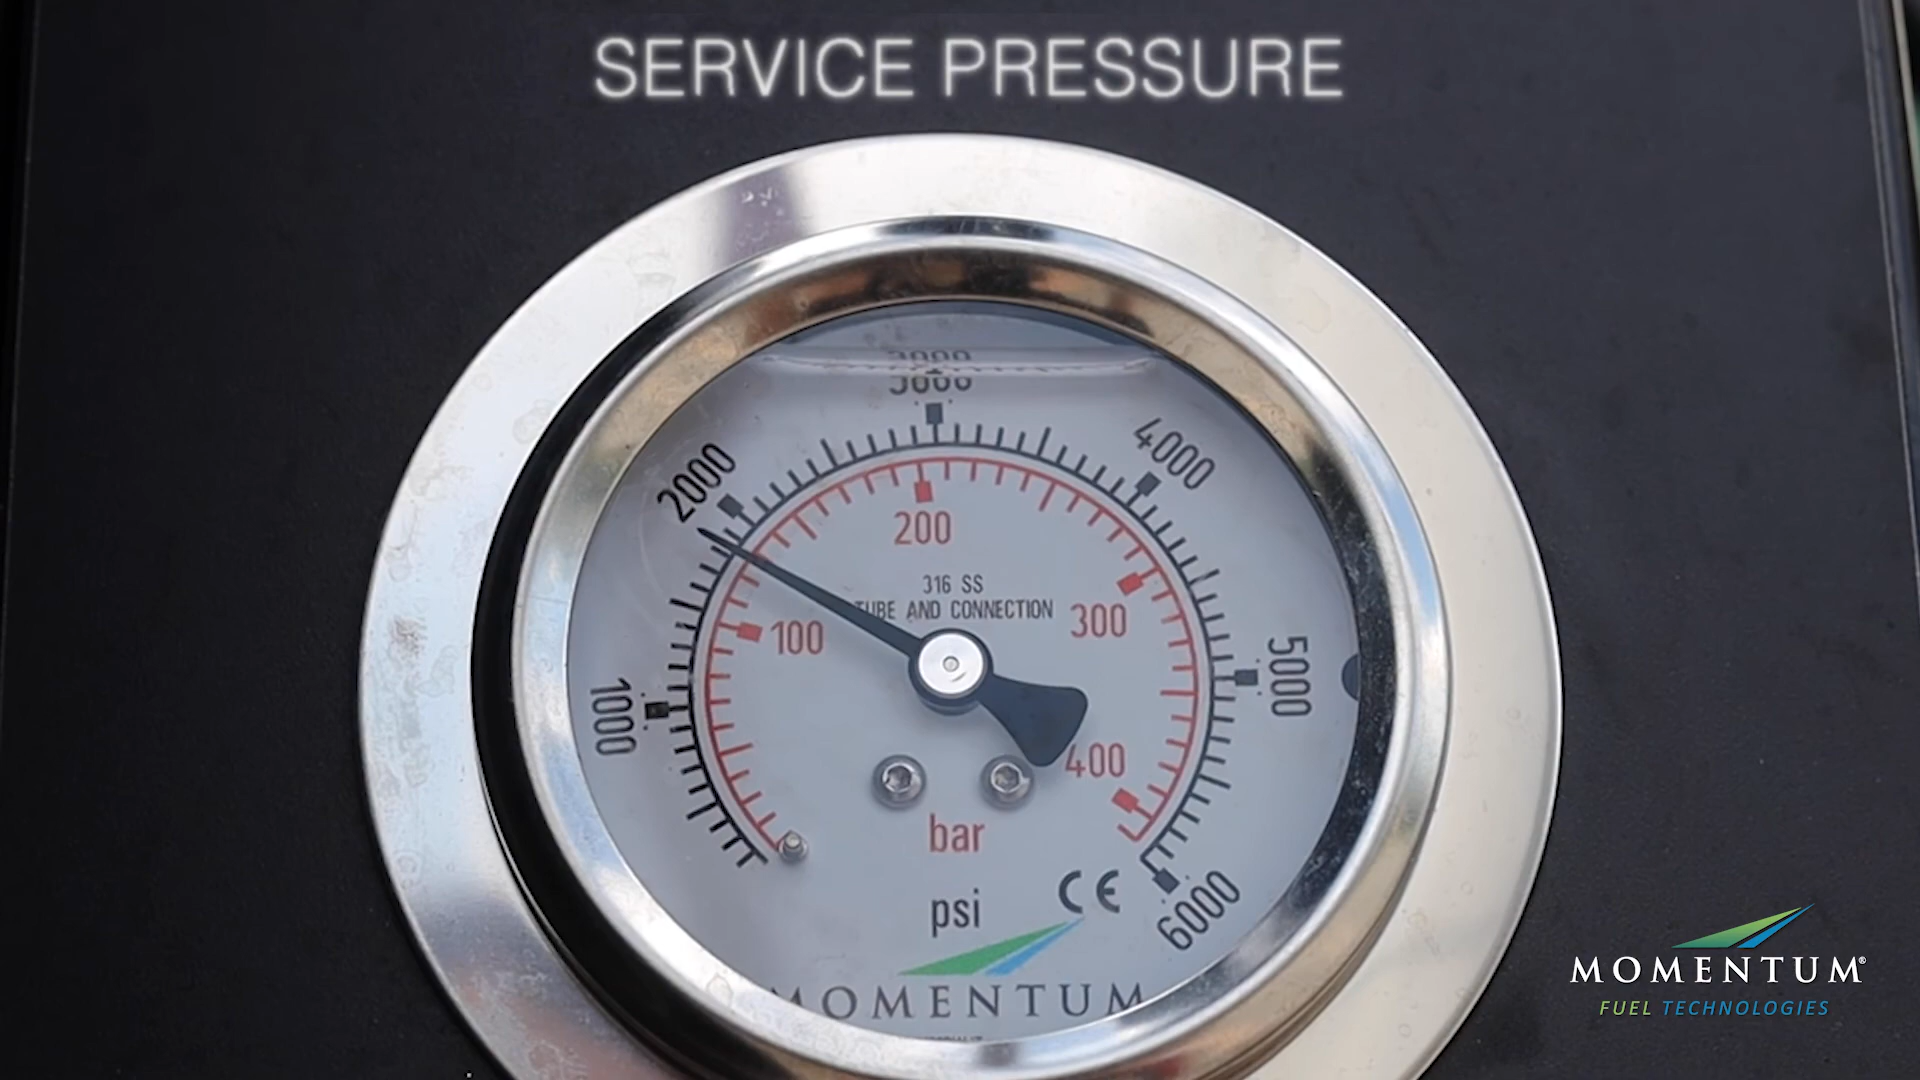 SERVICE PRESSURE
3000
3000
4000
2000
200
316 SS
TUBE AND CONNECTION
300
100
5000
1000
400
bar
CE
psi
6000
MOMENTUM
MOMENTUM®
FUEL TECHNOLOGIES